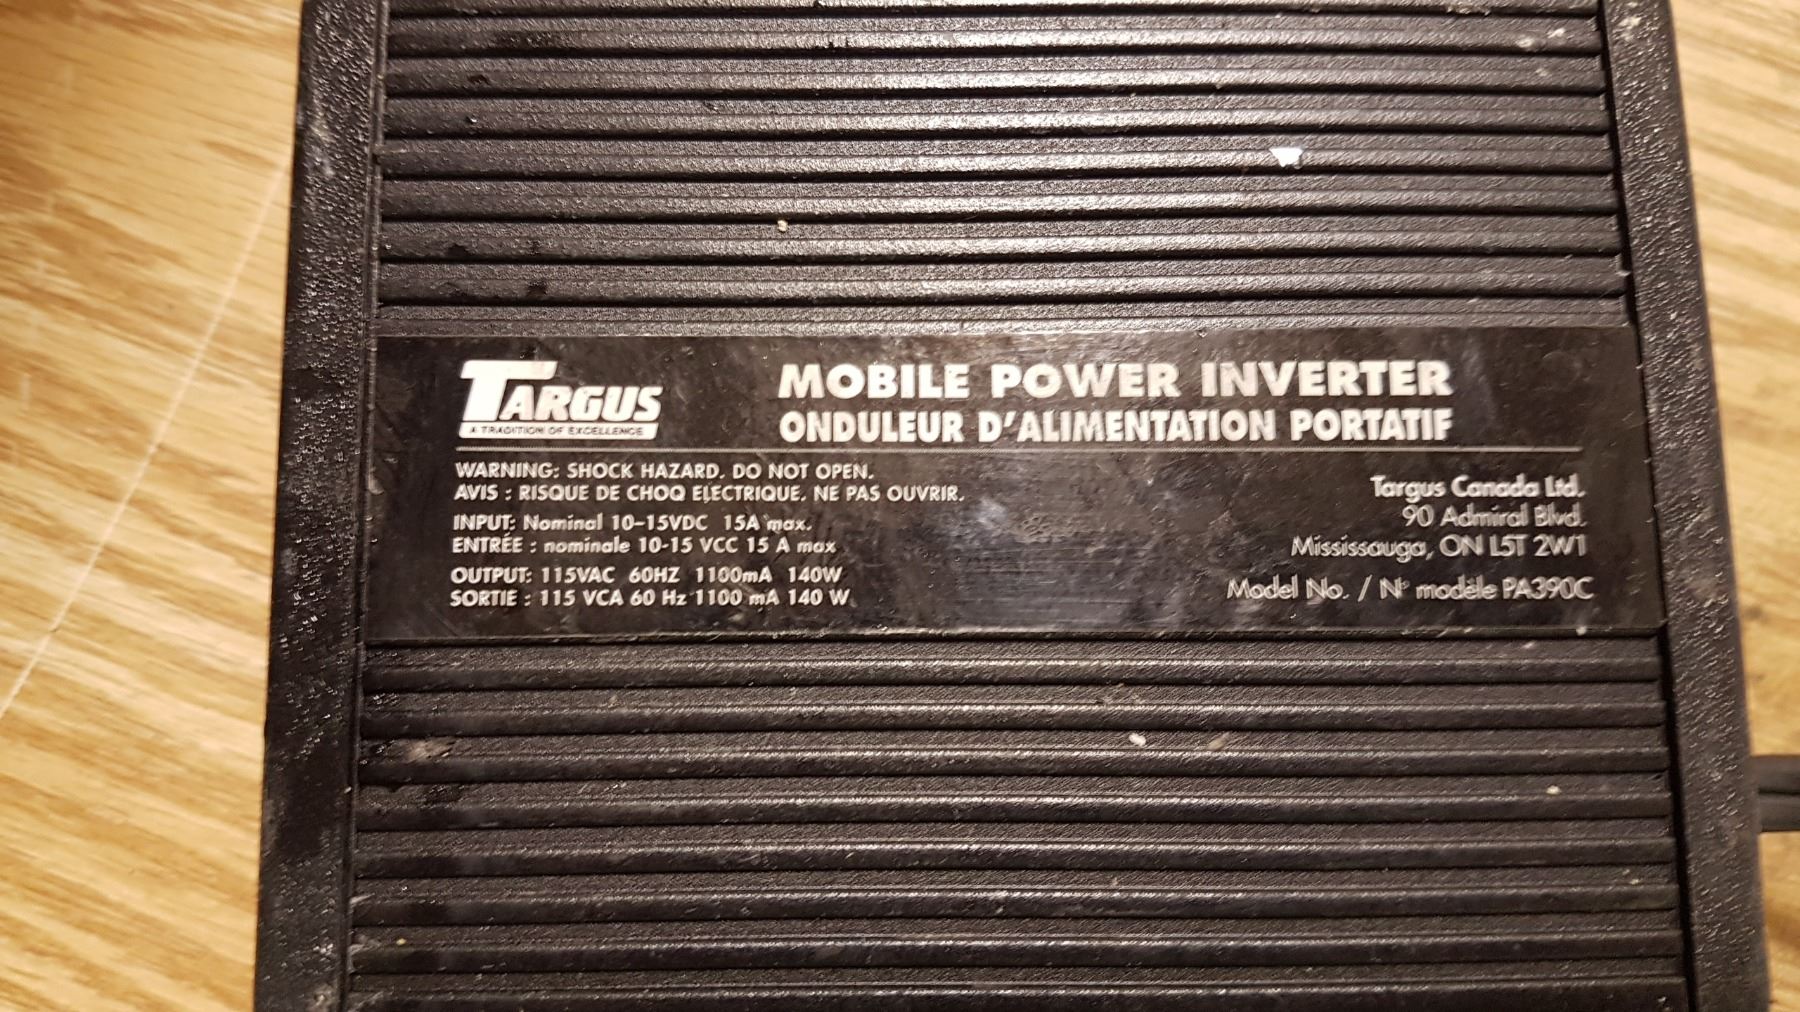 TARGUS
A TRADITION OF EXCELLENCE
MOBILE POWER INVERTER
ONDULEUR D'ALIMENTATION PORTATIF
WARNING: SHOCK HAZARD. DO NOT OPEN.
AVIS : RISQUE DE CHOQ ELECTRIQUE. NE PAS OUVRIR.
INPUT: Nominal 10-15VDC 15A max.
ENTRÉE : nominale 10-15 VCC 15 A max
OUTPUT: 115VAC 60HZ 1100mA 140W
SORTIE : 115 VCA 60 Hz 1100 mA 140 W
Targus Canada Ltd.
90 Admiral Blvd.
Mississauga, ON L5T 2W1
Model No. / N° modèle PA390C